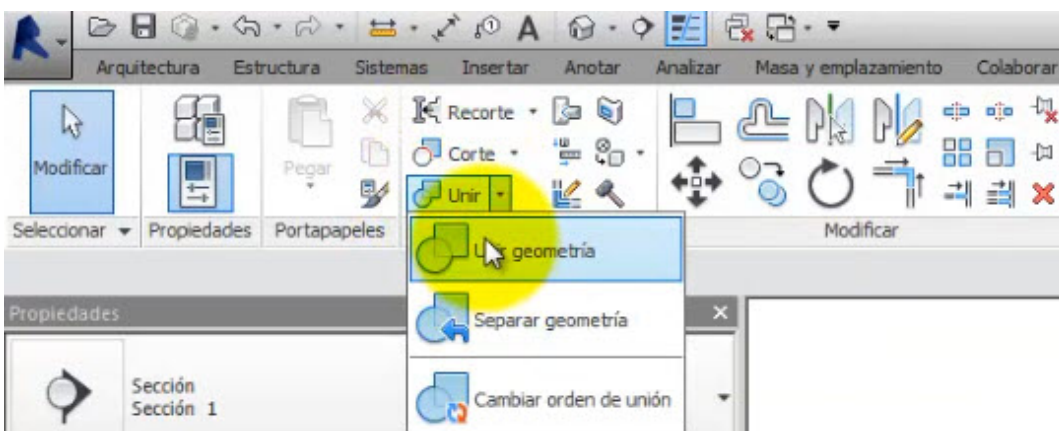 Arquitectura Estructura Sistemas Insertar Anotar Analizar Masa y emplazamiento Colaborar
Modificar
Pegar
Recorte
Corte
Unir
Seleccionar Propiedades Portapapeles Modificar
Unir geometría
Separar geometría
Cambiar orden de unión
Propiedades
Sección
Sección 1